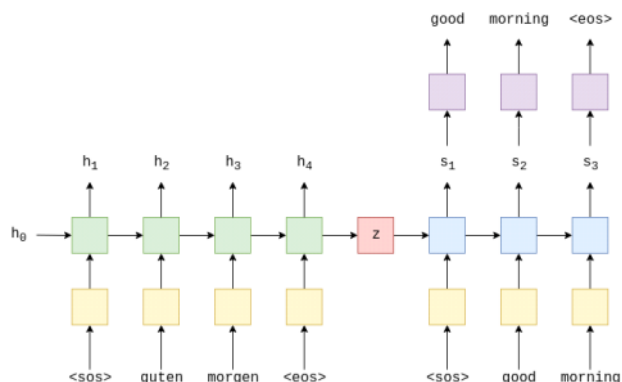 good morning <eos>
h1 h2 h3 h4 s1 s2 s3
h0 z
<sos> guten morgen <eos> <sos> good morning